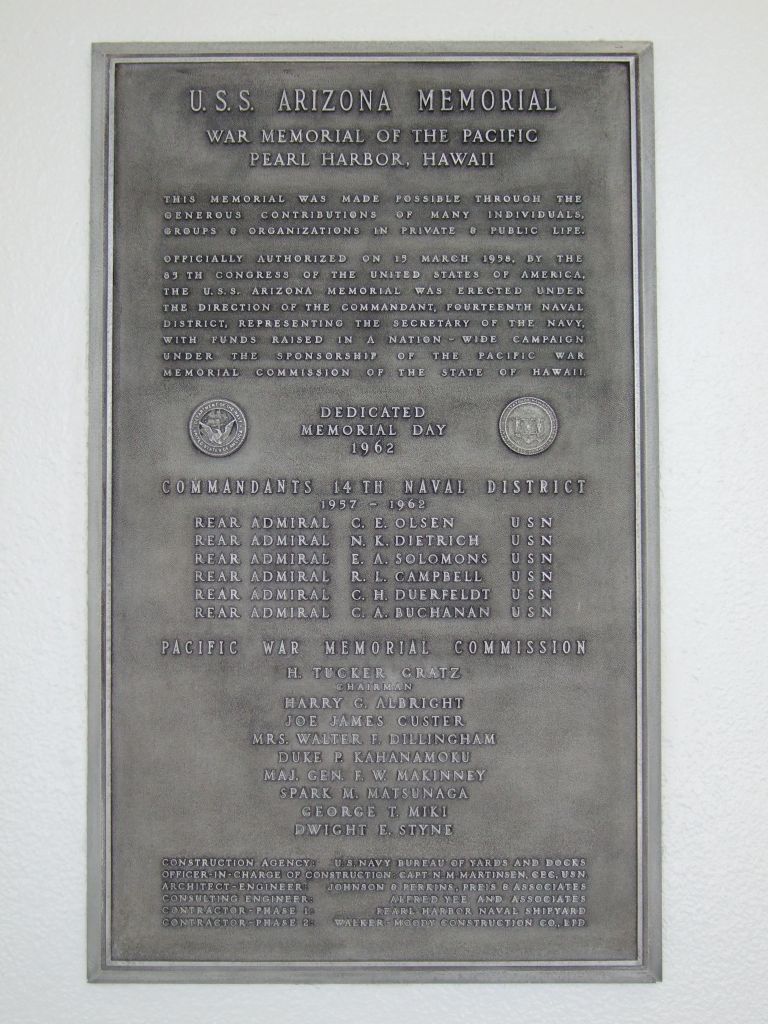 U.S.S. ARIZONA MEMORIAL
WAR MEMORIAL OF THE PACIFIC
PEARL HARBOR, HAWAII
THIS MEMORIAL WAS MADE POSSIBLE THROUGH THE
GENEROUS CONTRIBUTIONS OF MANY INDIVIDUALS,
GROUPS & ORGANIZATIONS IN PRIVATE & PUBLIC LIFE.
OFFICIALLY AUTHORIZED ON 15 MARCH 1958, BY THE
85 TH CONGRESS OF THE UNITED STATES OF AMERICA,
THE U.S.S. ARIZONA MEMORIAL WAS ERECTED UNDER
THE DIRECTION OF THE COMMANDANT, FOURTEENTH NAVAL
DISTRICT, REPRESENTING THE SECRETARY OF THE NAVY,
WITH FUNDS RAISED IN A NATION-WIDE CAMPAIGN
UNDER THE SPONSORSHIP OF THE PACIFIC WAR
MEMORIAL COMMISSION OF THE STATE OF HAWAII.
DEDICATED
MEMORIAL DAY
1962
COMMANDANTS 14 TH NAVAL DISTRICT
1957 - 1962
REAR ADMIRAL C. E. OLSEN USN
REAR ADMIRAL N. K. DIETRICH USN
REAR ADMIRAL E. A. SOLOMONS USN
REAR ADMIRAL R. L. CAMPBELL USN
REAR ADMIRAL C. H. DUERFELDT USN
REAR ADMIRAL C. A. BUCHANAN USN
PACIFIC WAR MEMORIAL COMMISSION
H. TUCKER GRATZ
CHAIRMAN
HARRY G. ALBRIGHT
JOE JAMES CUSTER
MRS. WALTER F. DILLINGHAM
DUKE P. KAHANAMOKU
MAJ. GEN. F. W. MAKINNEY
SPARK M. MATSUNAGA
GEORGE T. MIKI
DWIGHT E. STYNE
CONSTRUCTION AGENCY: U.S. NAVY BUREAU OF YARDS AND DOCKS
OFFICER-IN-CHARGE OF CONSTRUCTION: CAPT. N. M. MARTINSEN, CEC, USN
ARCHITECT-ENGINEER: JOHNSON & PERKINS, PREIS & ASSOCIATES
CONSULTING ENGINEER: ALFRED YEE AND ASSOCIATES
CONTRACTOR-PHASE 1: PEARL HARBOR NAVAL SHIPYARD
CONTRACTOR-PHASE 2: WALKER-MOODY CONSTRUCTION CO., LTD.